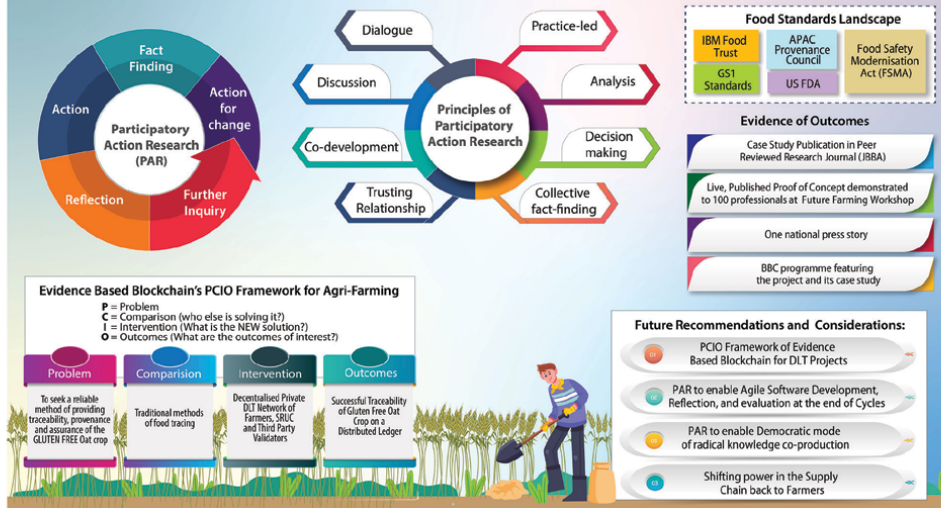 Fact
Finding
Action
for
change
Further
Inquiry
Reflection
Action
Participatory
Action Research
(PAR)
Dialogue
Discussion
Co-development
Trusting
Relationship
Principles of
Participatory
Action Research
Practice-led
Analysis
Decision
making
Collective
fact-finding
Food Standards Landscape
IBM Food
Trust
APAC
Provenance
Council
Food Safety
Modernisation
Act (FSMA)
GS1
Standards
US FDA
Evidence of Outcomes
Case Study Publication in Peer
Reviewed Research Journal (JBBA)
Live, Published Proof of Concept demonstrated
to 100 professionals at Future Farming Workshop
One national press story
BBC programme featuring
the project and its case study
Evidence Based Blockchain's PCIO Framework for Agri-Farming
P = Problem
C = Comparison (who else is solving it?)
I = Intervention (What is the NEW solution?)
O = Outcomes (What are the outcomes of interest?)
Problem
To seek a reliable
method of providing
traceability, provenance
and assurance of the
GLUTEN FREE Oat crop
Comparision
Traditional methods
of food tracing
Intervention
Decentralised Private
DLT Network of
Farmers, SRUC
and Third Party
Validators
Outcomes
Successful Traceability
of Gluten Free Oat
Crop on a
Distributed Ledger
Future Recommendations and Considerations:
01
PCIO Framework of Evidence
Based Blockchain for DLT Projects
02
PAR to enable Agile Software Development,
Reflection, and evaluation at the end of Cycles
03
PAR to enable Democratic mode
of radical knowledge co-production
03
Shifting power in the Supply
Chain back to Farmers